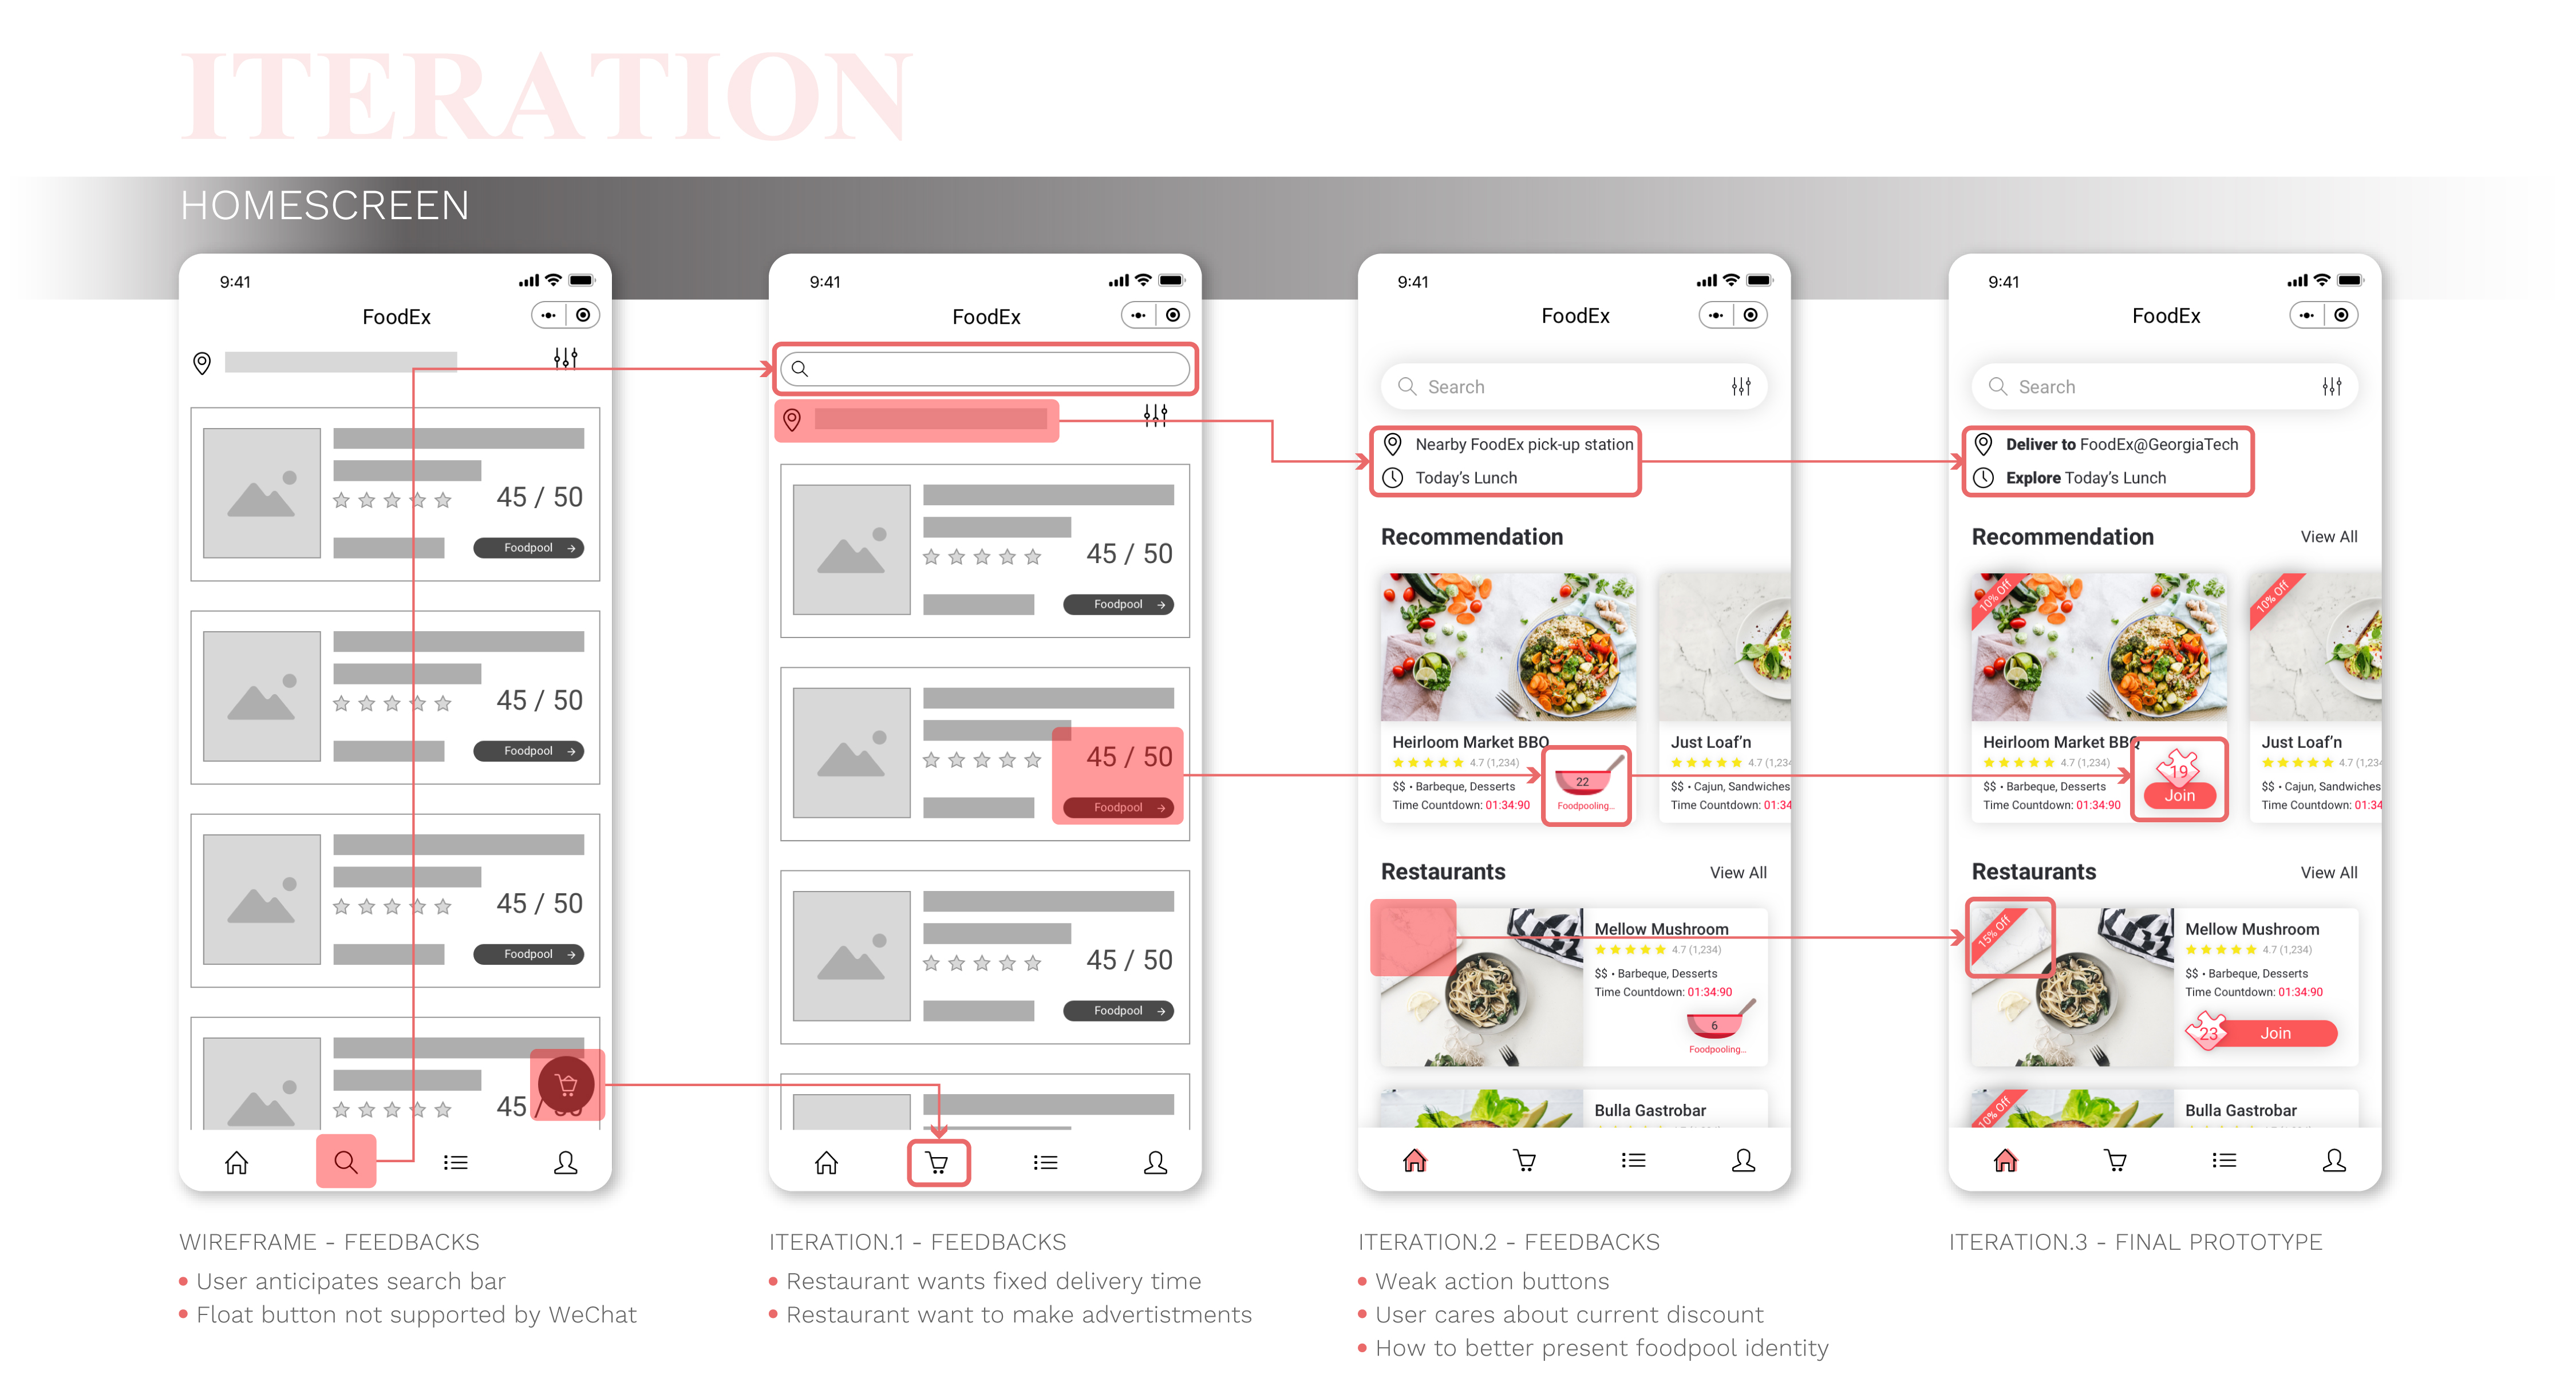 ITERATION
HOMESCREEN
9:41
FoodEx
45 / 50
Foodpool →
45 / 50
Foodpool →
45 / 50
Foodpool →
45 /
WIREFRAME - FEEDBACKS
• User anticipates search bar
• Float button not supported by WeChat
9:41
FoodEx
45 / 50
Foodpool →
45 / 50
Foodpool →
45 / 50
Foodpool →
ITERATION.1 - FEEDBACKS
• Restaurant wants fixed delivery time
• Restaurant want to make advertistments
9:41
FoodEx
Search
Nearby FoodEx pick-up station
Today's Lunch
Recommendation
Heirloom Market BBQ
4.7 (1,234)
$$ • Barbeque, Desserts
Time Countdown: 01:34:90
22
Foodpooling...
Just Loaf'n
4.7 (1,234
$$ • Cajun, Sandwiches
Time Countdown: 01:34
Restaurants View All
Mellow Mushroom
4.7 (1,234)
$$ • Barbeque, Desserts
Time Countdown: 01:34:90
6
Foodpooling...
Bulla Gastrobar
ITERATION.2 - FEEDBACKS
• Weak action buttons
• User cares about current discount
• How to better present foodpool identity
9:41
FoodEx
Search
Deliver to FoodEx@GeorgiaTech
Explore Today's Lunch
Recommendation View All
10% Off
Heirloom Market BBQ
4.7 (1,234)
$$ • Barbeque, Desserts
Time Countdown: 01:34:90
19
Join
10% Off
Just Loaf'n
4.7 (1,234
$$ • Cajun, Sandwiches
Time Countdown: 01:34
Restaurants View All
15% Off
Mellow Mushroom
4.7 (1,234)
$$ • Barbeque, Desserts
Time Countdown: 01:34:90
23
Join
10% Off
Bulla Gastrobar
ITERATION.3 - FINAL PROTOTYPE